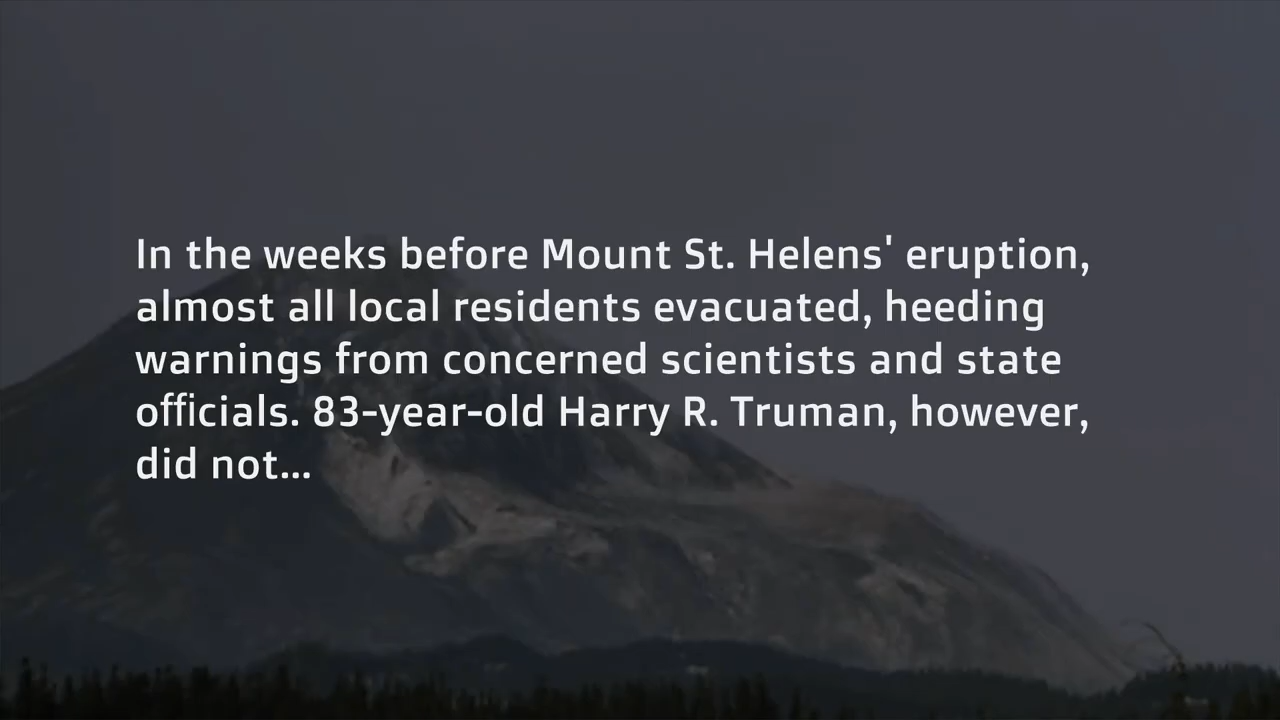 In the weeks before Mount St. Helens' eruption,
almost all local residents evacuated, heeding
warnings from concerned scientists and state
officials. 83-year-old Harry R. Truman, however,
did not...